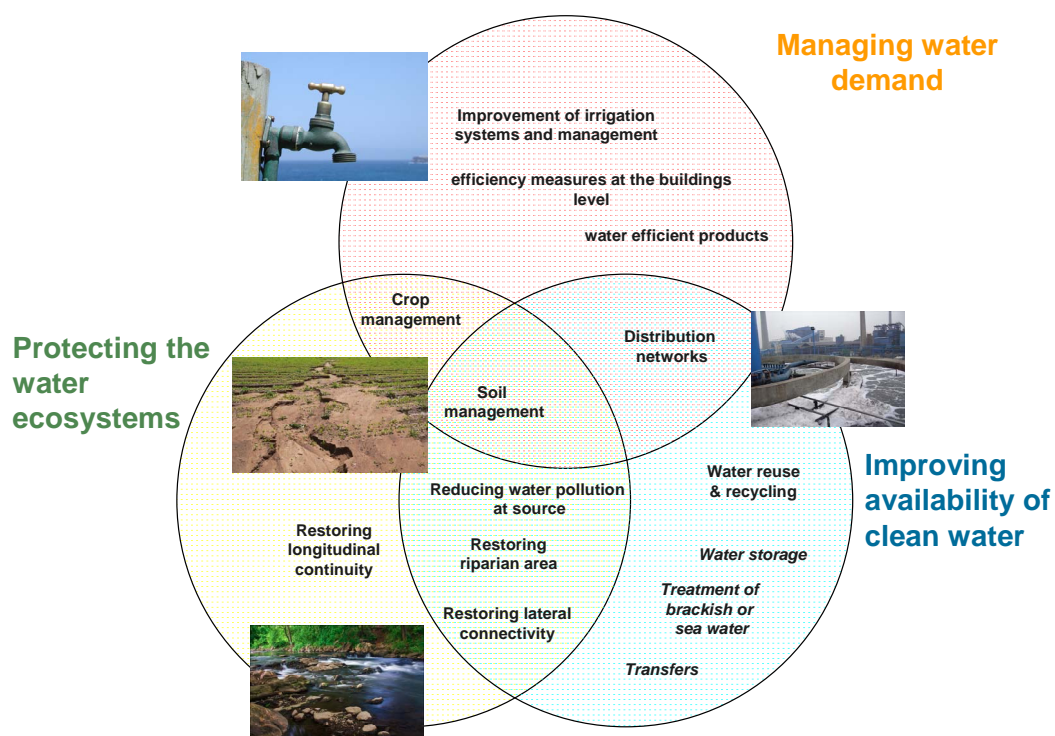 Managing water
demand
Improvement of irrigation
systems and management
efficiency measures at the buildings
level
water efficient products
Crop
management
Distribution
networks
Protecting the
water
ecosystems
Soil
management
Improving
availability of
clean water
Water reuse
& recycling
Reducing water pollution
at source
Restoring
longitudinal
continuity
Restoring
riparian area
Water storage
Treatment of
brackish or
sea water
Restoring lateral
connectivity
Transfers